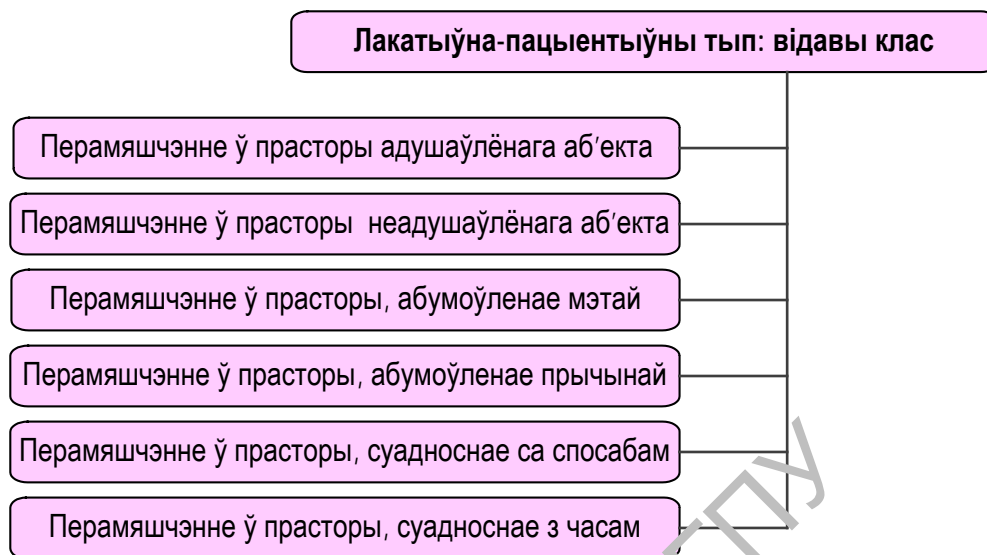 Лакатыўна-пацыентыўны тып: відавы клас
Перамяшчэнне ў прасторы адушаўлёнага аб′екта
Перамяшчэнне ў прасторы неадушаўлёнага аб′екта
Перамяшчэнне ў прасторы, абумоўленае мэтай
Перамяшчэнне ў прасторы, абумоўленае прычынай
Перамяшчэнне ў прасторы, суадноснае са спосабам
Перамяшчэнне ў прасторы, суадноснае з часам